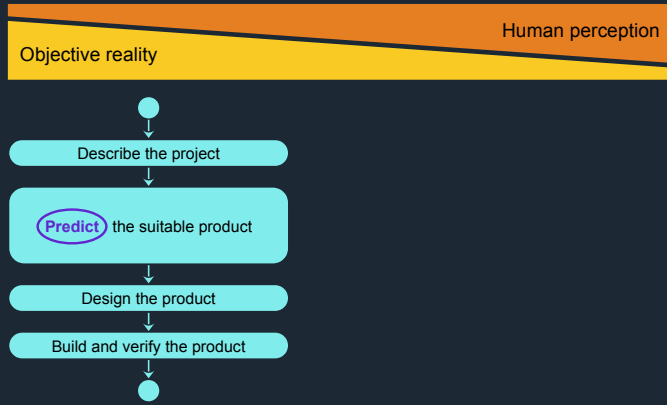 Human perception
Objective reality
Describe the project
Predict the suitable product
Design the product
Build and verify the product